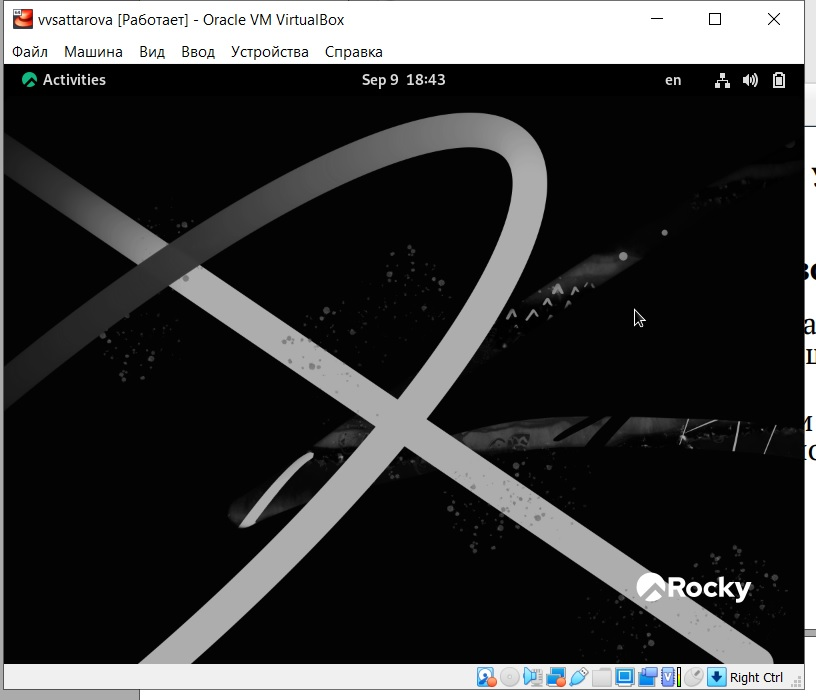 vvsattarova [Работает] - Oracle VM VirtualBox
Файл Машина Вид Ввод Устройства Справка
Activities Sep 9 18:43 en
Rocky
Right Ctrl